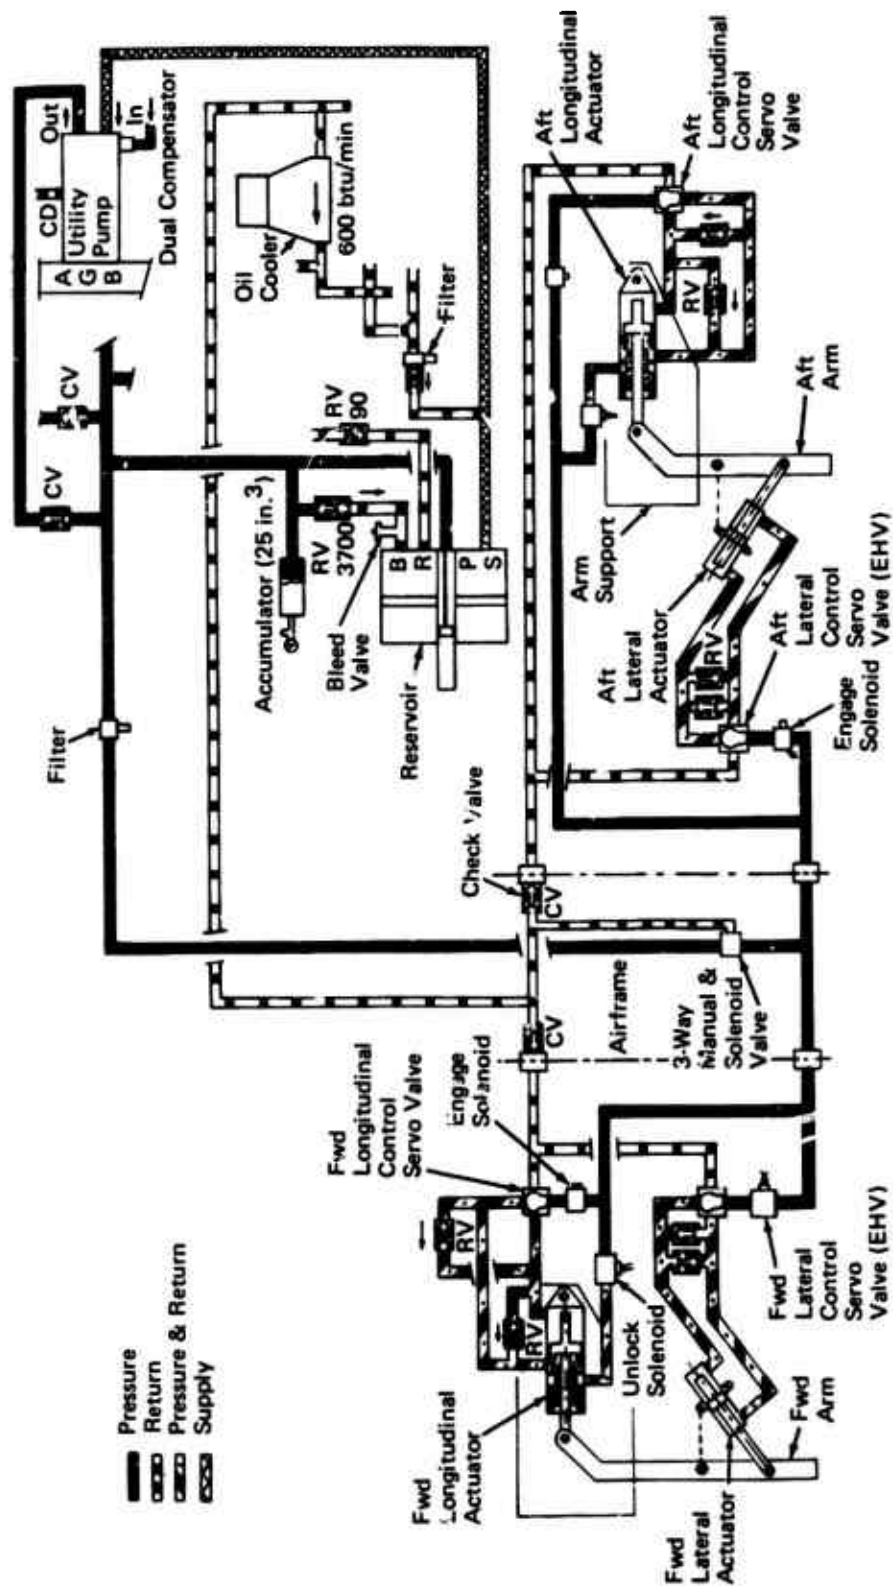 Pressure
Return
Pressure & Return
Supply
Filter
CV
CV
A
G
B
CD
Utility
Pump
Out
In
Dual Compensator
Accumulator (25 in.3)
RV
3700
RV
90
Bleed
Valve
B
R
P
S
Reservoir
Oil
Cooler
600 btu/min
Filter
Fwd
Longitudinal
Control
Servo Valve
Engage
Solenoid
RV
RV
Fwd
Longitudinal
Actuator
Unlock
Solenoid
Fwd
Lateral
Actuator
Fwd
Arm
Fwd
Lateral
Control
Servo
Valve (EHV)
CV
Airframe
3-Way
Manual &
Solenoid
Valve
Check Valve
CV
Arm
Support
Aft
Lateral
Actuator
RV
Aft
Lateral
Control
Servo
Valve (EHV)
Engage
Solenoid
Aft
Arm
RV
Aft
Longitudinal
Actuator
Aft
Longitudinal
Control
Servo
Valve